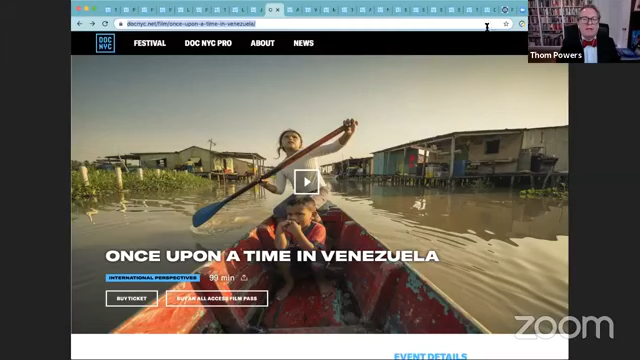 docnyc.net/film/once-upon-a-time-in-venezuela/
DOC
NYC
FESTIVAL
DOC NYC PRO
ABOUT
NEWS
Thom Powers
ONCE UPON A TIME IN VENEZUELA
INTERNATIONAL PERSPECTIVES
99 min
BUY TICKET
BUY AN ALL ACCESS FILM PASS
EVENT DETAILS
zoom